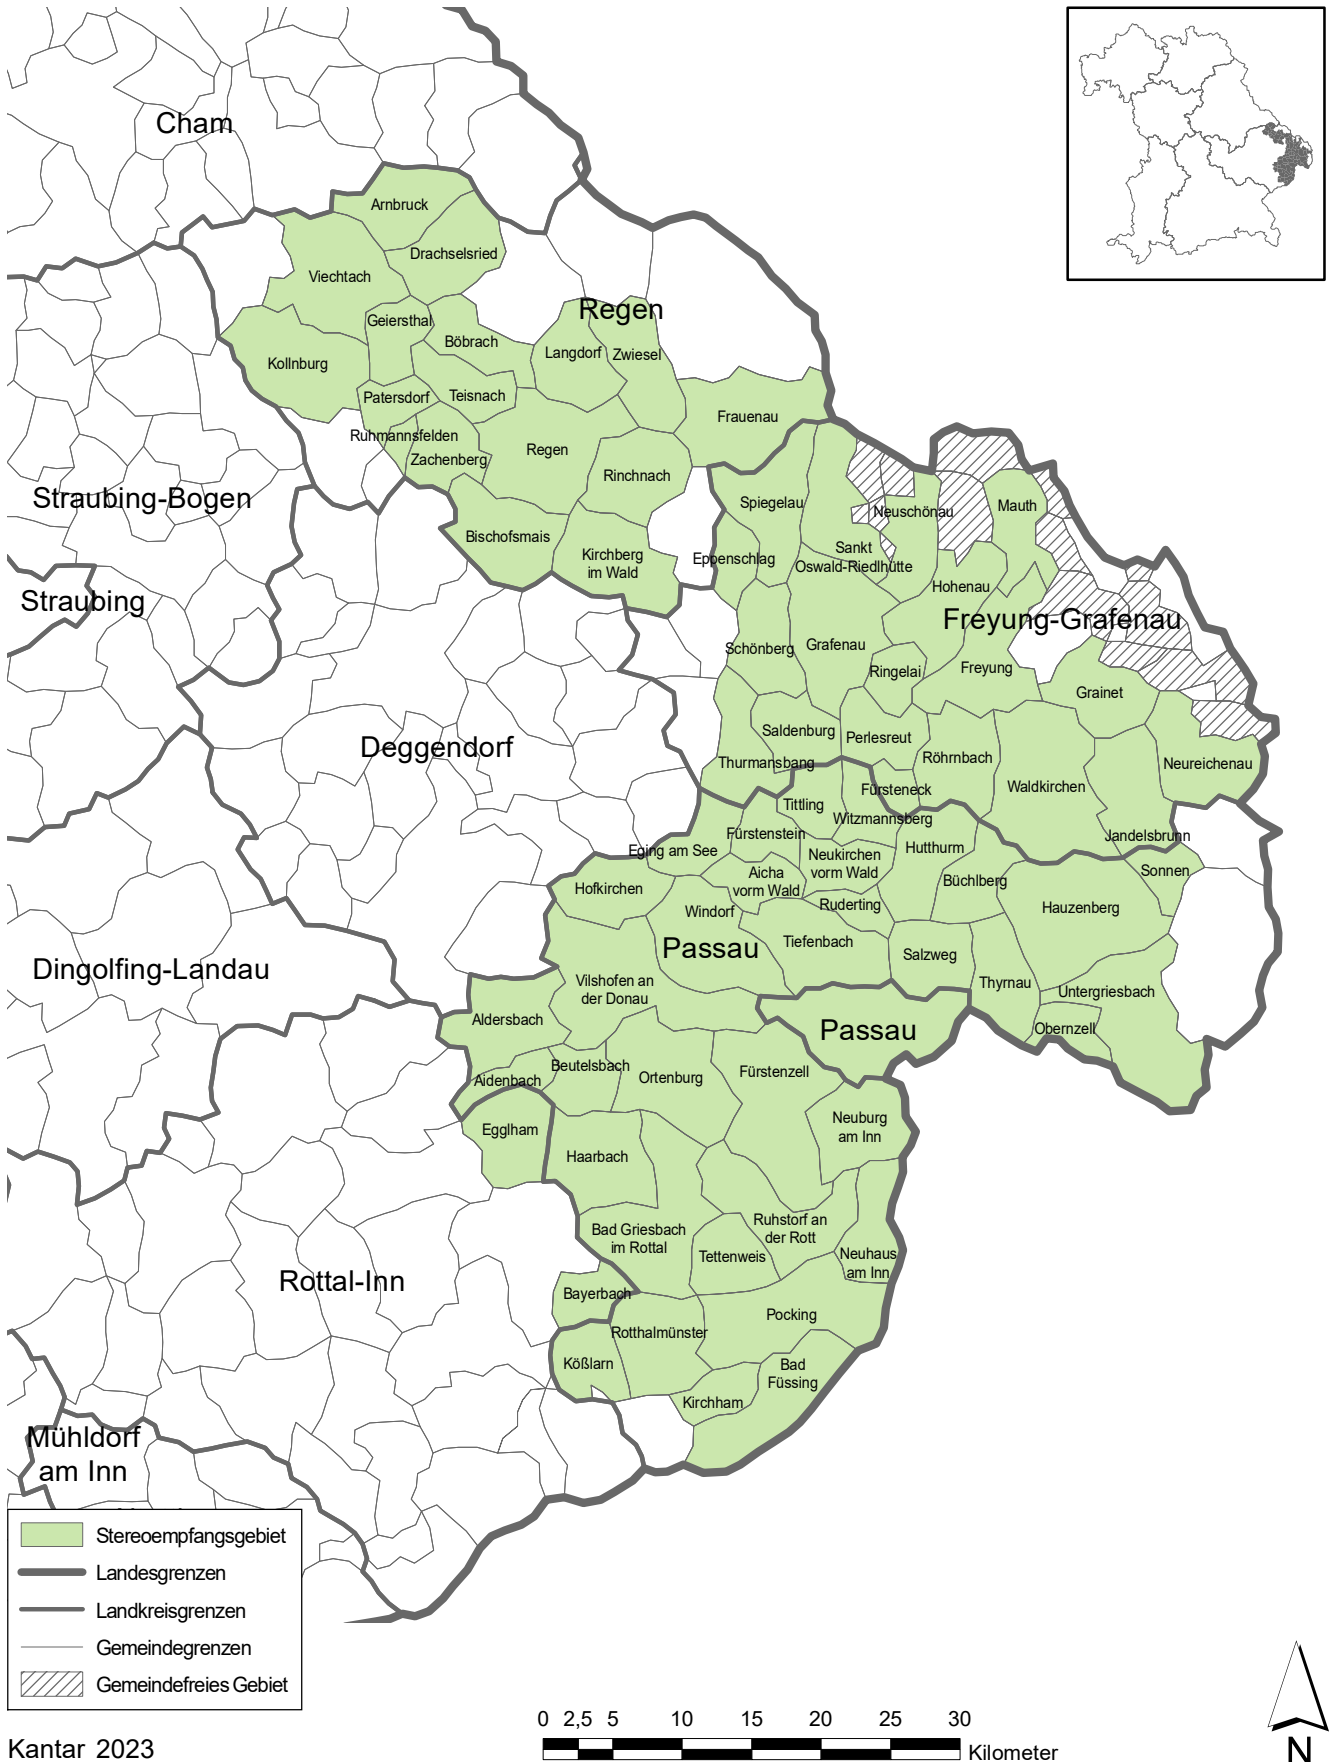 Cham
Arnbruck
Drachselsried
Viechtach
Regen
Geiersthal
Böbrach
Langdorf
Zwiesel
Kollnburg
Patersdorf
Teisnach
Frauenau
Ruhmannsfelden
Zachenberg
Regen
Rinchnach
Straubing-Bogen
Spiegelau
Neuschönau
Mauth
Bischofsmais
Kirchberg
im Wald
Eppenschlag
Sankt
Oswald-Riedlhütte
Hohenau
Straubing
Freyung-Grafenau
Schönberg
Grafenau
Ringelai
Freyung
Grainet
Deggendorf
Saldenburg
Perlesreut
Thurmansbang
Röhrnbach
Waldkirchen
Neureichenau
Fürsteneck
Tittling
Witzmannsberg
Fürstenstein
Jandelsbrunn
Eging am See
Neukirchen
vorm Wald
Hutthurm
Sonnen
Aicha
vorm Wald
Büchlberg
Hofkirchen
Windorf
Ruderting
Hauzenberg
Passau
Tiefenbach
Salzweg
Dingolfing-Landau
Vilshofen an
der Donau
Thyrnau
Untergriesbach
Aldersbach
Passau
Obernzell
Aidenbach
Beutelsbach
Ortenburg
Fürstenzell
Egglham
Neuburg
am Inn
Haarbach
Bad Griesbach
im Rottal
Ruhstorf an
der Rott
Tettenweis
Neuhaus
am Inn
Rottal-Inn
Bayerbach
Pocking
Rotthalmünster
Kößlarn
Bad
Füssing
Kirchham
Mühldorf
am Inn
Stereoempfangsgebiet
Landesgrenzen
Landkreisgrenzen
Gemeindegrenzen
Gemeindefreies Gebiet
Kantar 2023
0 2,5 5 10 15 20 25 30
Kilometer
N